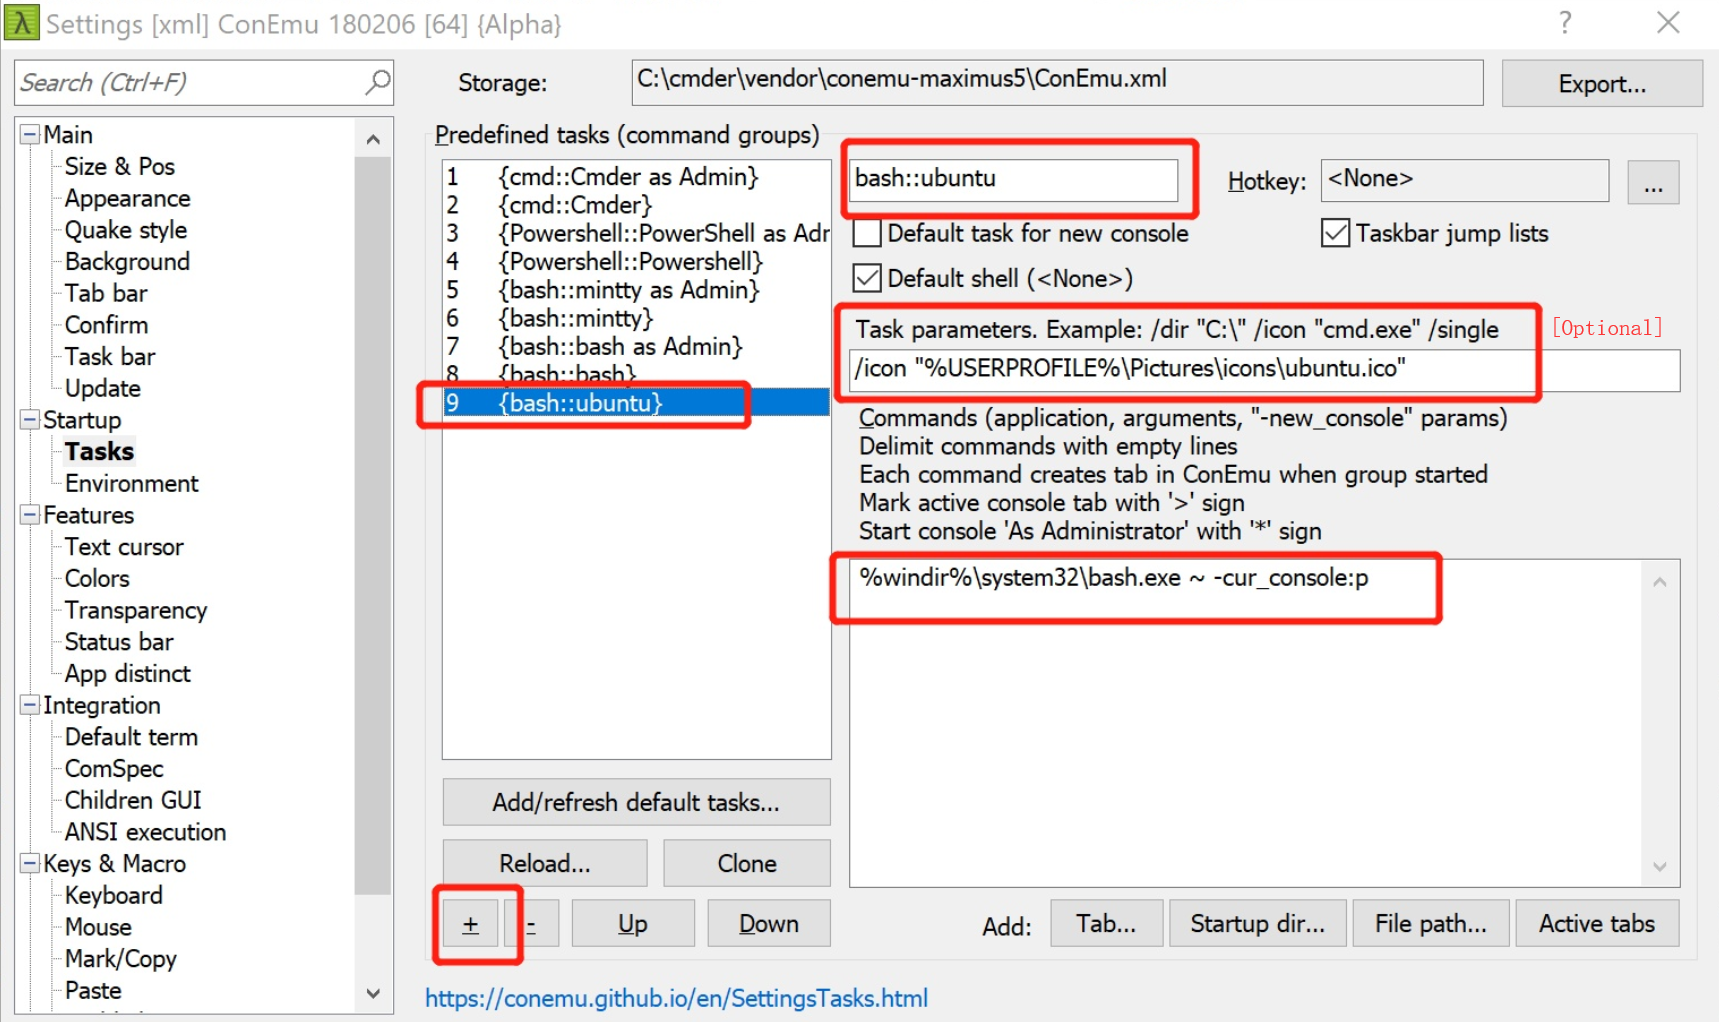 Settings [xml] ConEmu 180206 [64] {Alpha}
?
Search (Ctrl+F)
Storage:
C:\cmder\vendor\conemu-maximus5\ConEmu.xml
Export...
Main
Size & Pos
Appearance
Quake style
Background
Tab bar
Confirm
Task bar
Update
Startup
Tasks
Environment
Features
Text cursor
Colors
Transparency
Status bar
App distinct
Integration
Default term
ComSpec
Children GUI
ANSI execution
Keys & Macro
Keyboard
Mouse
Mark/Copy
Paste
Predefined tasks (command groups)
1 {cmd::Cmder as Admin}
2 {cmd::Cmder}
3 {Powershell::PowerShell as Adr
4 {Powershell::Powershell}
5 {bash::mintty as Admin}
6 {bash::mintty}
7 {bash::bash as Admin}
8 {bash::bash}
9 {bash::ubuntu}
Add/refresh default tasks...
Reload...
Clone
+
-
Up
Down
bash::ubuntu
Hotkey:
<None>
...
Default task for new console
Taskbar jump lists
Default shell (<None>)
Task parameters. Example: /dir "C:\" /icon "cmd.exe" /single
[Optional]
/icon "%USERPROFILE%\Pictures\icons\ubuntu.ico"
Commands (application, arguments, "-new_console" params)
Delimit commands with empty lines
Each command creates tab in ConEmu when group started
Mark active console tab with '>' sign
Start console 'As Administrator' with '*' sign
%windir%\system32\bash.exe ~ -cur_console:p
Add:
Tab...
Startup dir...
File path...
Active tabs
https://conemu.github.io/en/SettingsTasks.html